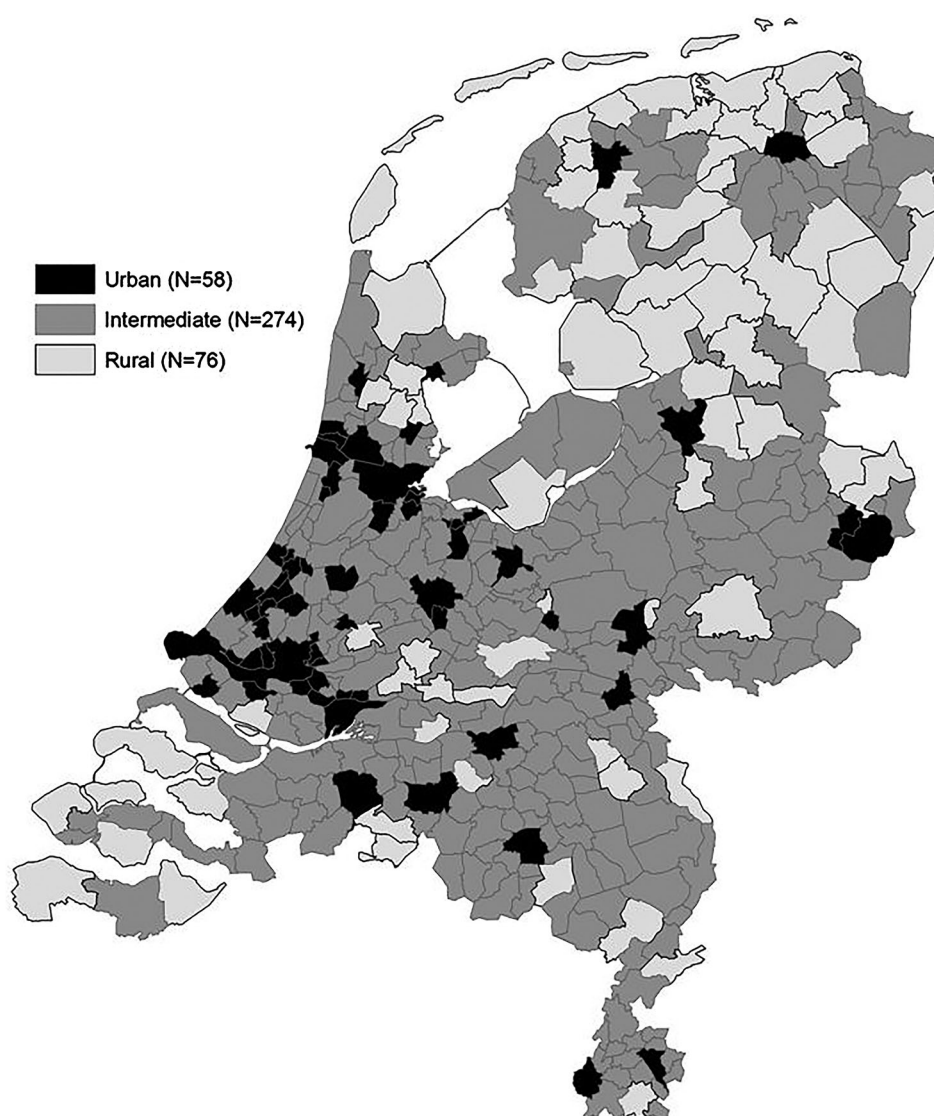 Urban (N=58)
Intermediate (N=274)
Rural (N=76)